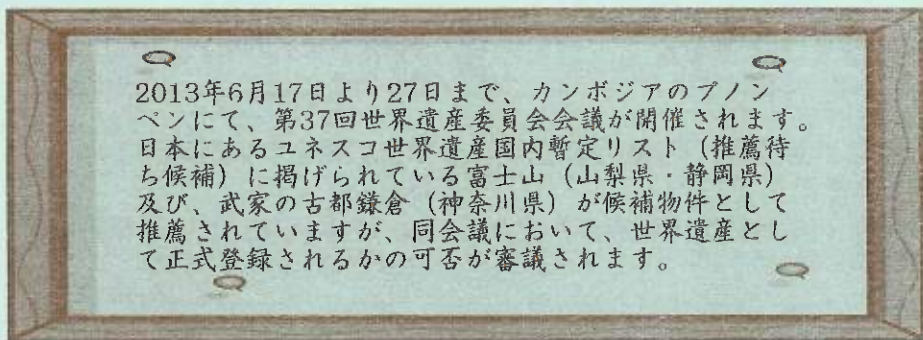 2013年6月17日より27日まで、カンボジアのプノン
ペンにて、第37回世界遺産委員会会議が開催されます。
日本にあるユネスコ世界遺産国内暫定リスト（推薦待
ち候補）に掲げられている富士山（山梨県・静岡県）
及び、武家の古都鎌倉（神奈川県）が候補物件として
推薦されていますが、同会議において、世界遺産とし
て正式登録されるかの可否が審議されます。